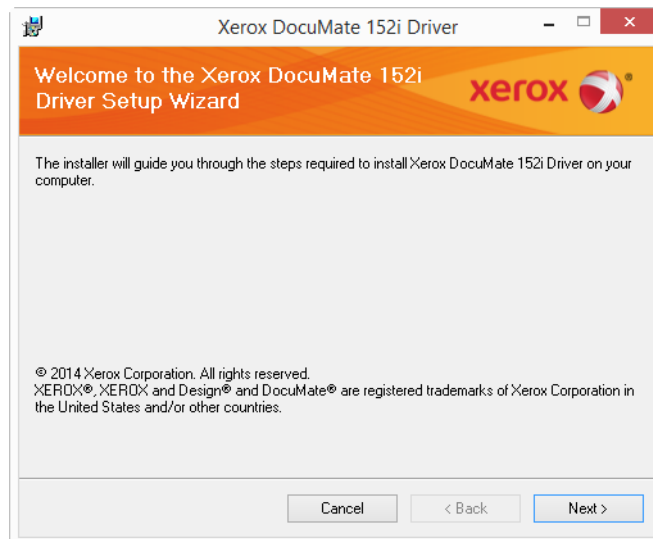 Xerox DocuMate 152i Driver
Welcome to the Xerox DocuMate 152i
Driver Setup Wizard
xerox
The installer will guide you through the steps required to install Xerox DocuMate 152i Driver on your
computer.
© 2014 Xerox Corporation. All rights reserved.
XEROX®, XEROX and Design® and DocuMate® are registered trademarks of Xerox Corporation in
the United States and/or other countries.
Cancel
< Back
Next >